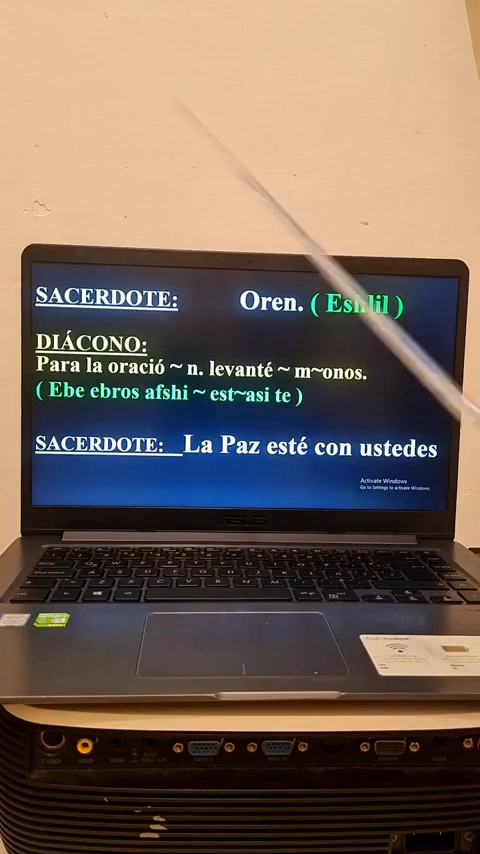 SACERDOTE: Oren. ( Eshlil )
DIÁCONO:
Para la oració ~ n. levanté ~ m~onos.
( Ebe ebros afshi ~ est~asi te )
SACERDOTE: La Paz esté con ustedes
Activate Windows
Go to Settings to activate Windows.
ASUS